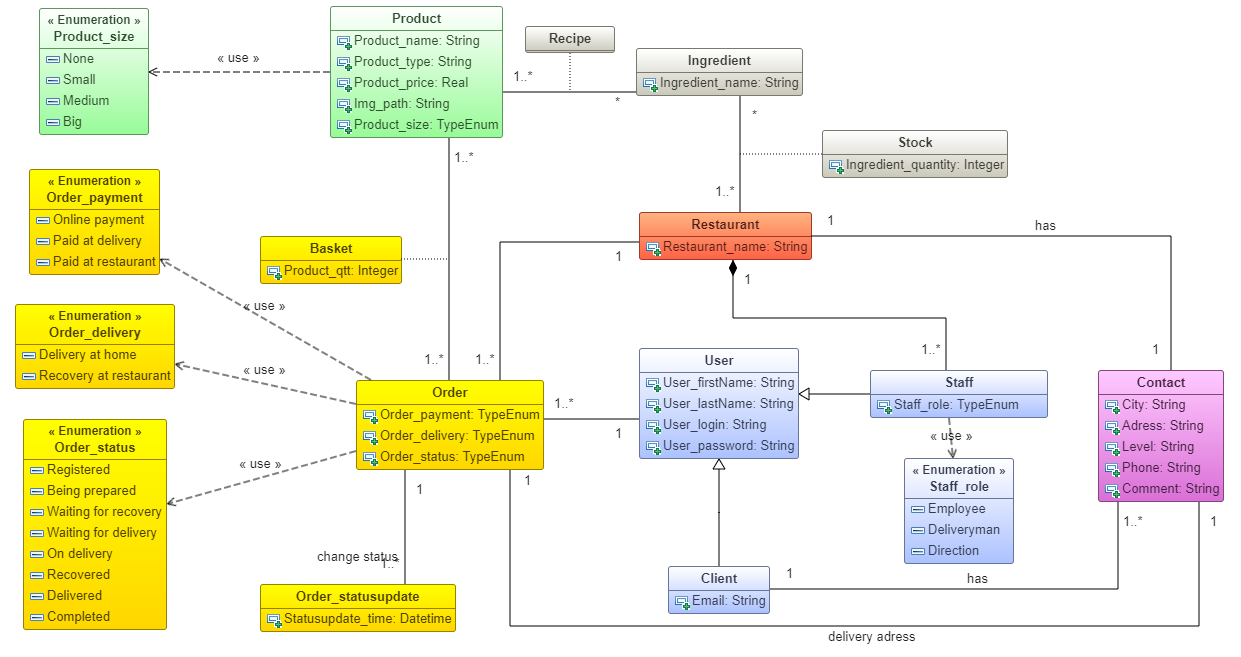 « Enumeration »
Product_size
None
Small
Medium
Big
« use »
Product
Product_name: String
Product_type: String
Product_price: Real
Img_path: String
Product_size: TypeEnum
Recipe
1..*
*
Ingredient
Ingredient_name: String
*
Stock
Ingredient_quantity: Integer
1..*
1..*
« Enumeration »
Order_payment
Online payment
Paid at delivery
Paid at restaurant
Basket
Product_qtt: Integer
Restaurant
Restaurant_name: String
1
has
1
1
1
« Enumeration »
Order_delivery
Delivery at home
Recovery at restaurant
« use »
« use »
1..*
1..*
Order
Order_payment: TypeEnum
Order_delivery: TypeEnum
Order_status: TypeEnum
1..*
1
User
User_firstName: String
User_lastName: String
User_login: String
User_password: String
1..*
Staff
Staff_role: TypeEnum
« use »
« Enumeration »
Staff_role
Employee
Deliveryman
Direction
Contact
City: String
Adress: String
Level: String
Phone: String
Comment: String
1..*
1
« Enumeration »
Order_status
Registered
Being prepared
Waiting for recovery
Waiting for delivery
On delivery
Recovered
Delivered
Completed
« use »
1
1
change status
1..*
Order_statusupdate
Statusupdate_time: Datetime
Client
Email: String
1
has
delivery adress